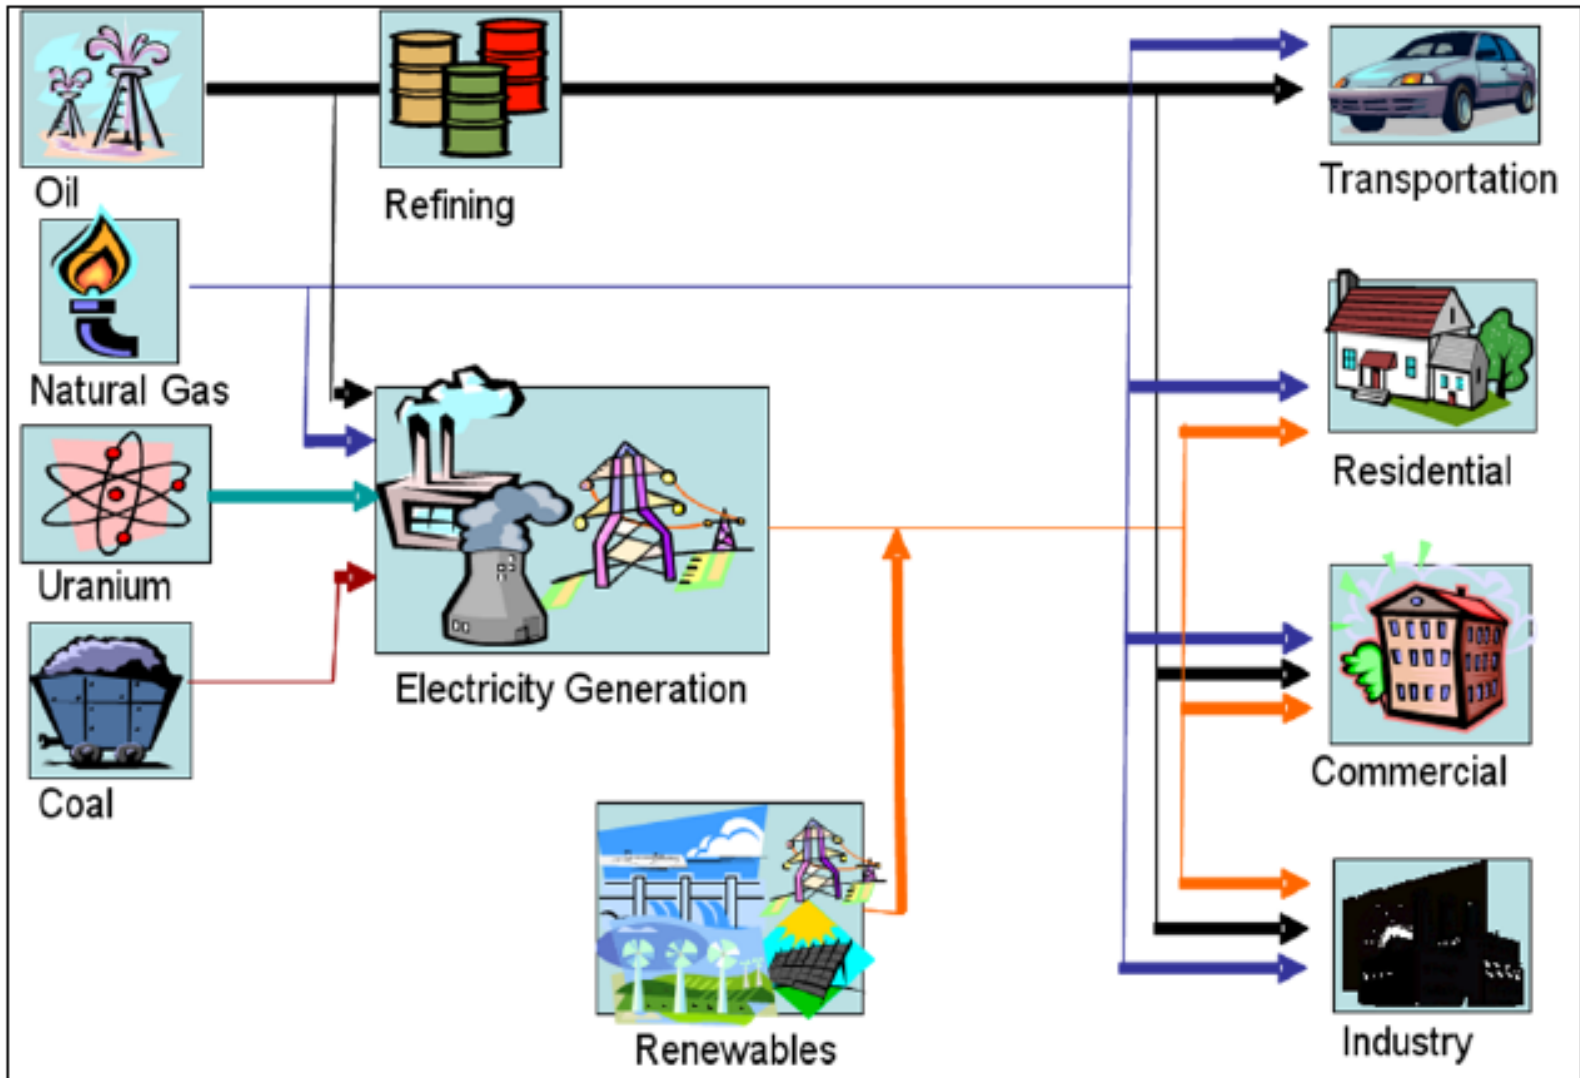 Oil
Refining
Transportation
Natural Gas
Residential
Uranium
Electricity Generation
Commercial
Coal
Renewables
Industry